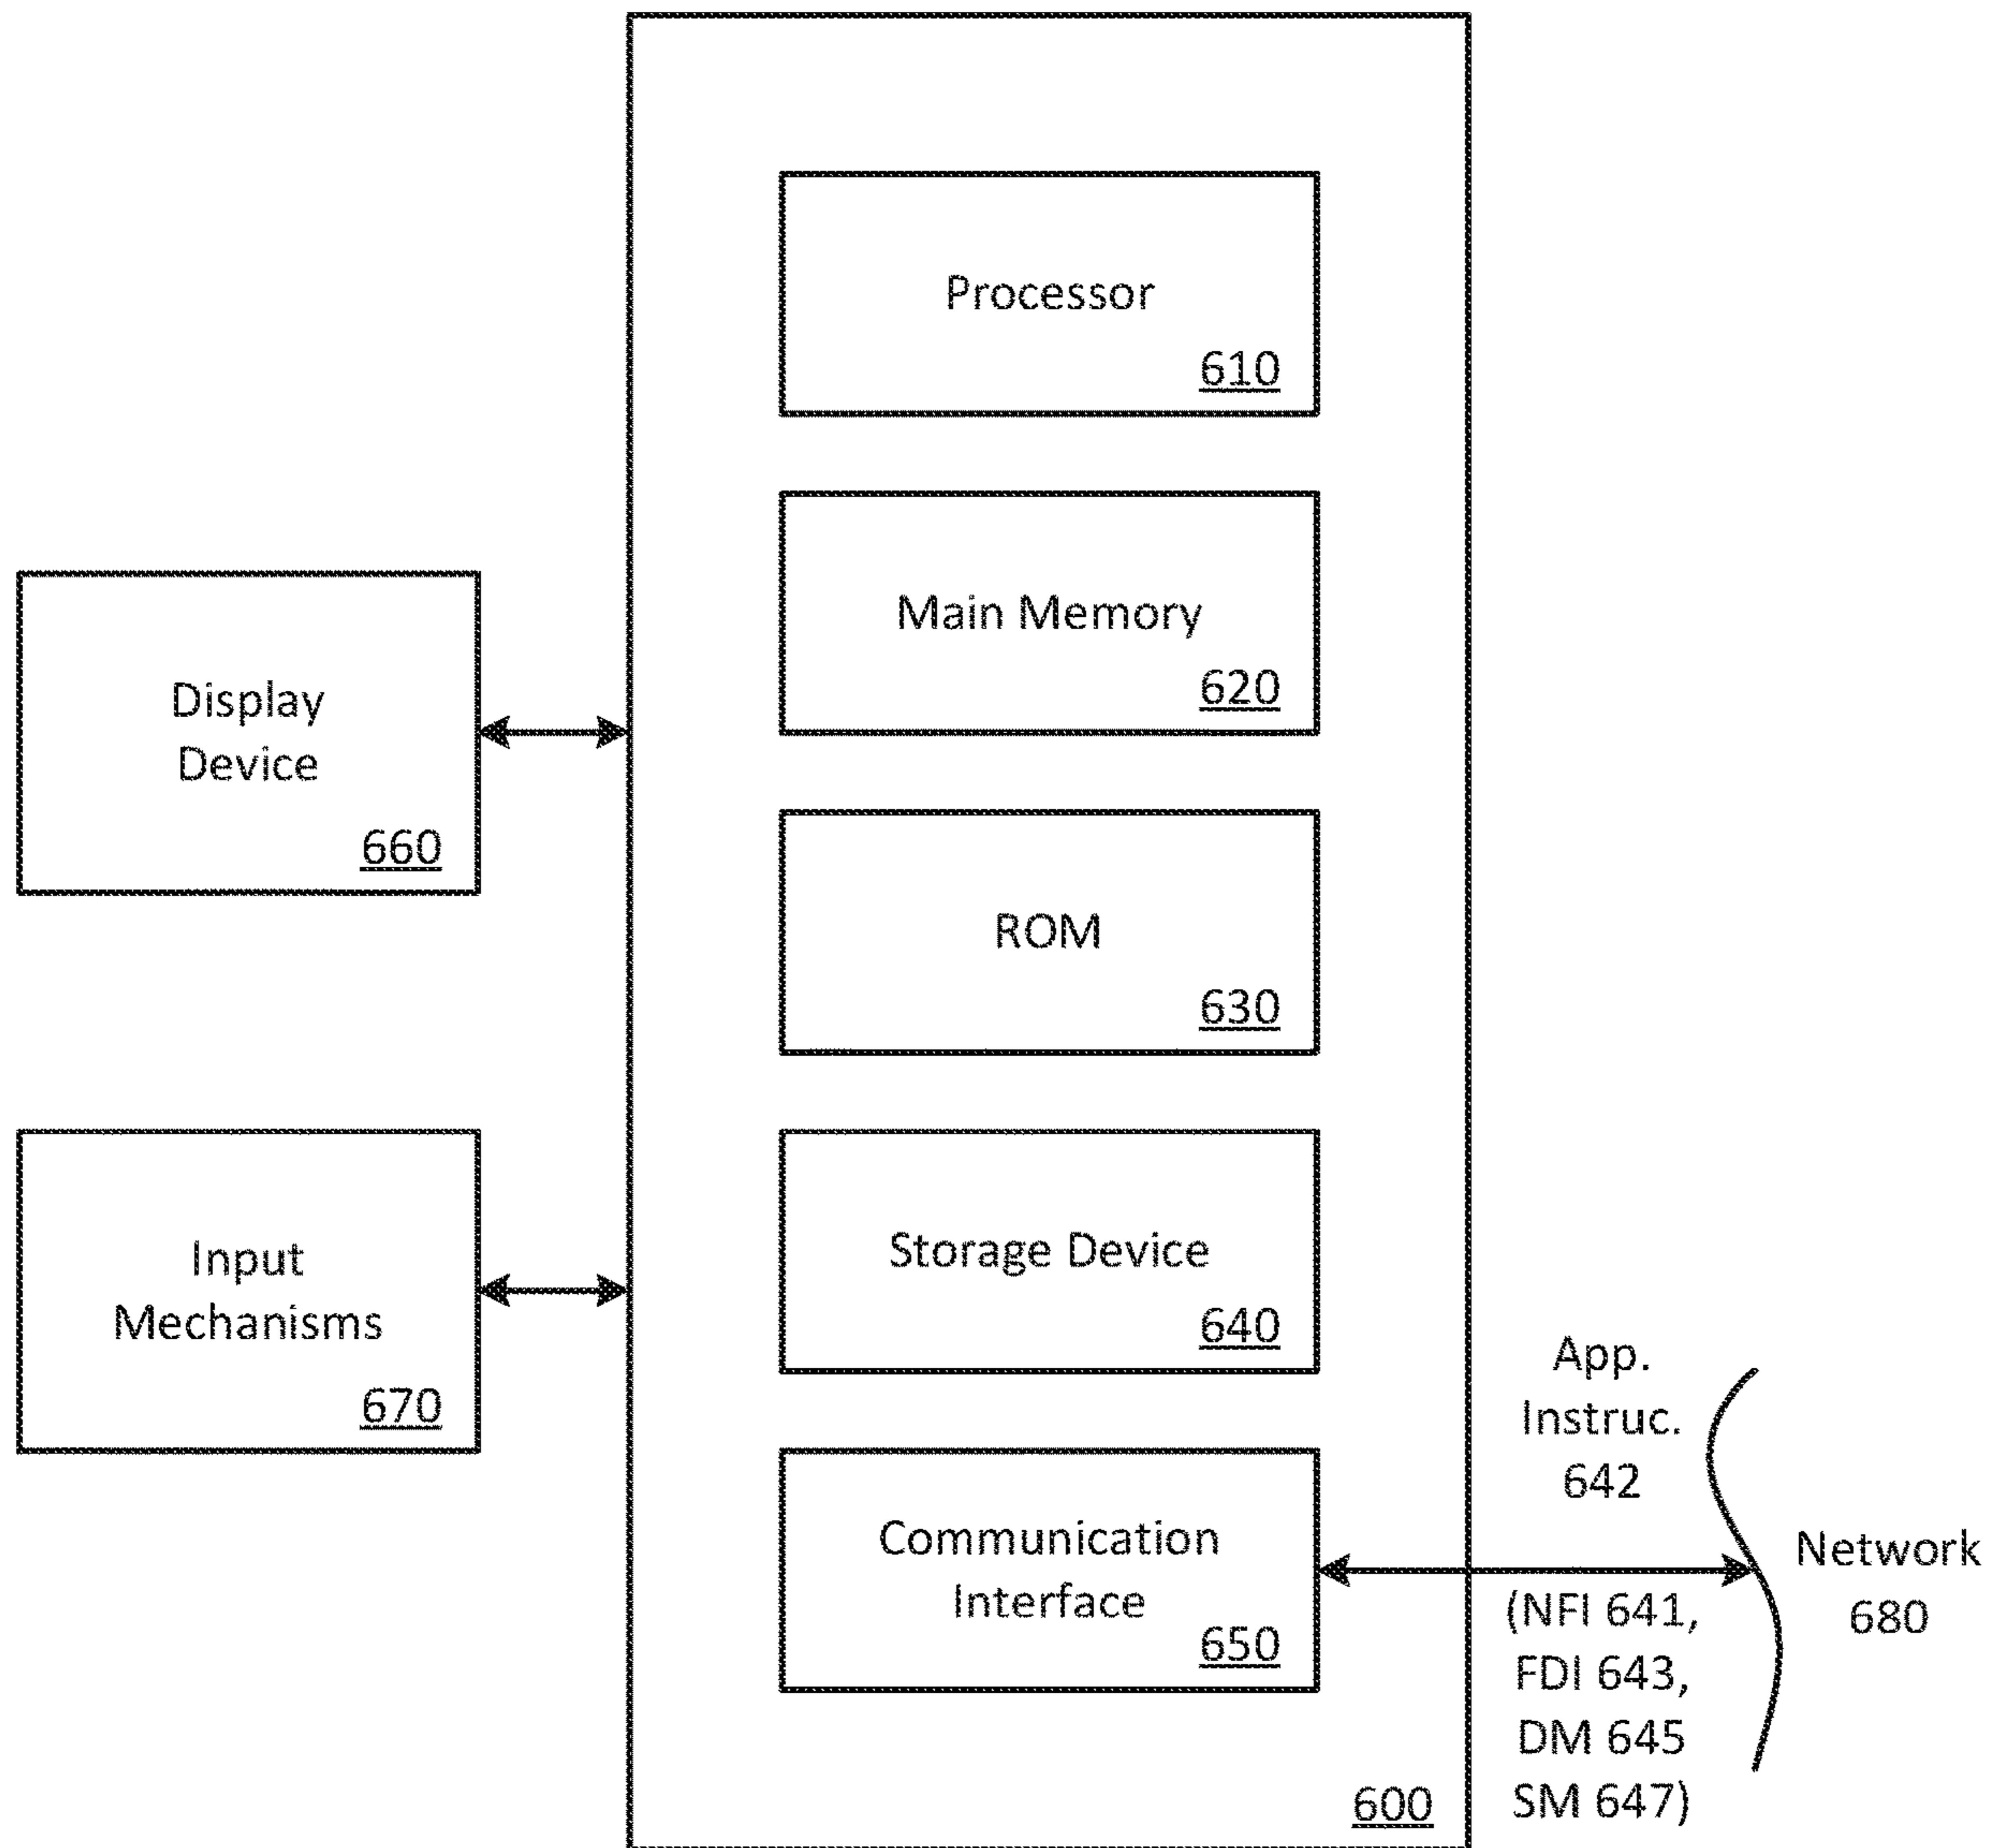 Processor
610
Main Memory
620
Display
Device
660
ROM
630
Storage Device
640
Input
Mechanisms
670
Communication
Interface
650
App.
Instruc.
642
(NFI 641,
FDI 643,
DM 645
SM 647)
Network
680
600